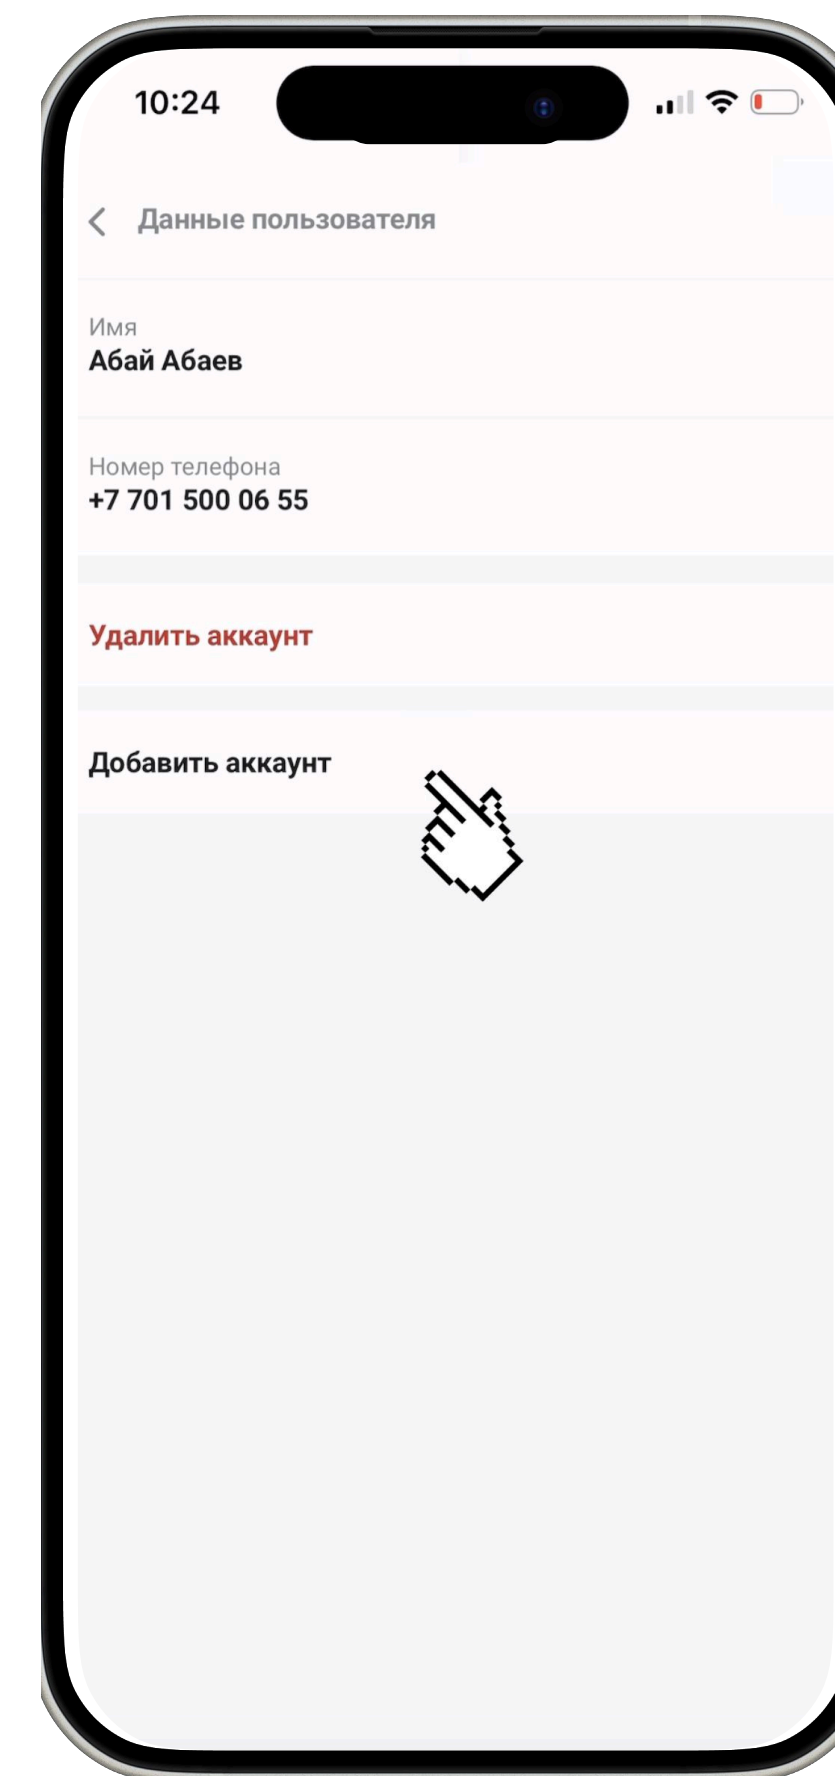 10:24
Данные пользователя
Имя
Абай Абаев
Номер телефона
+7 701 500 06 55
Удалить аккаунт
Добавить аккаунт